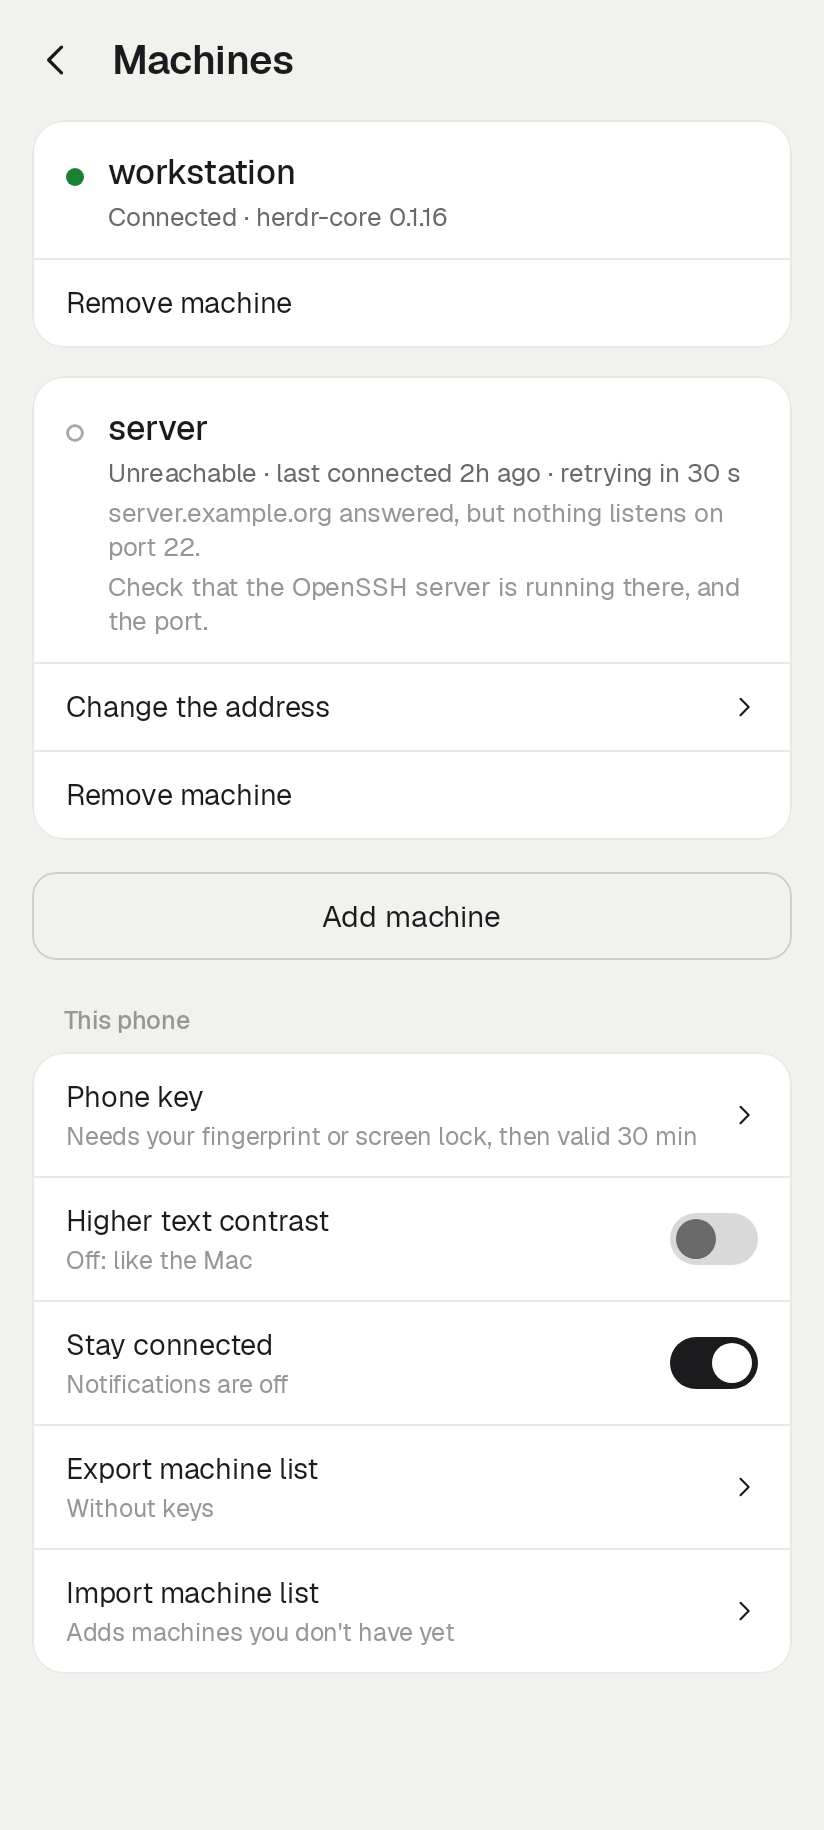 Machines
workstation
Connected · herdr-core 0.1.16
Remove machine
server
Unreachable · last connected 2h ago · retrying in 30 s
server.example.org answered, but nothing listens on
port 22.
Check that the OpenSSH server is running there, and
the port.
Change the address
Remove machine
Add machine
This phone
Phone key
Needs your fingerprint or screen lock, then valid 30 min
Higher text contrast
Off: like the Mac
Stay connected
Notifications are off
Export machine list
Without keys
Import machine list
Adds machines you don't have yet